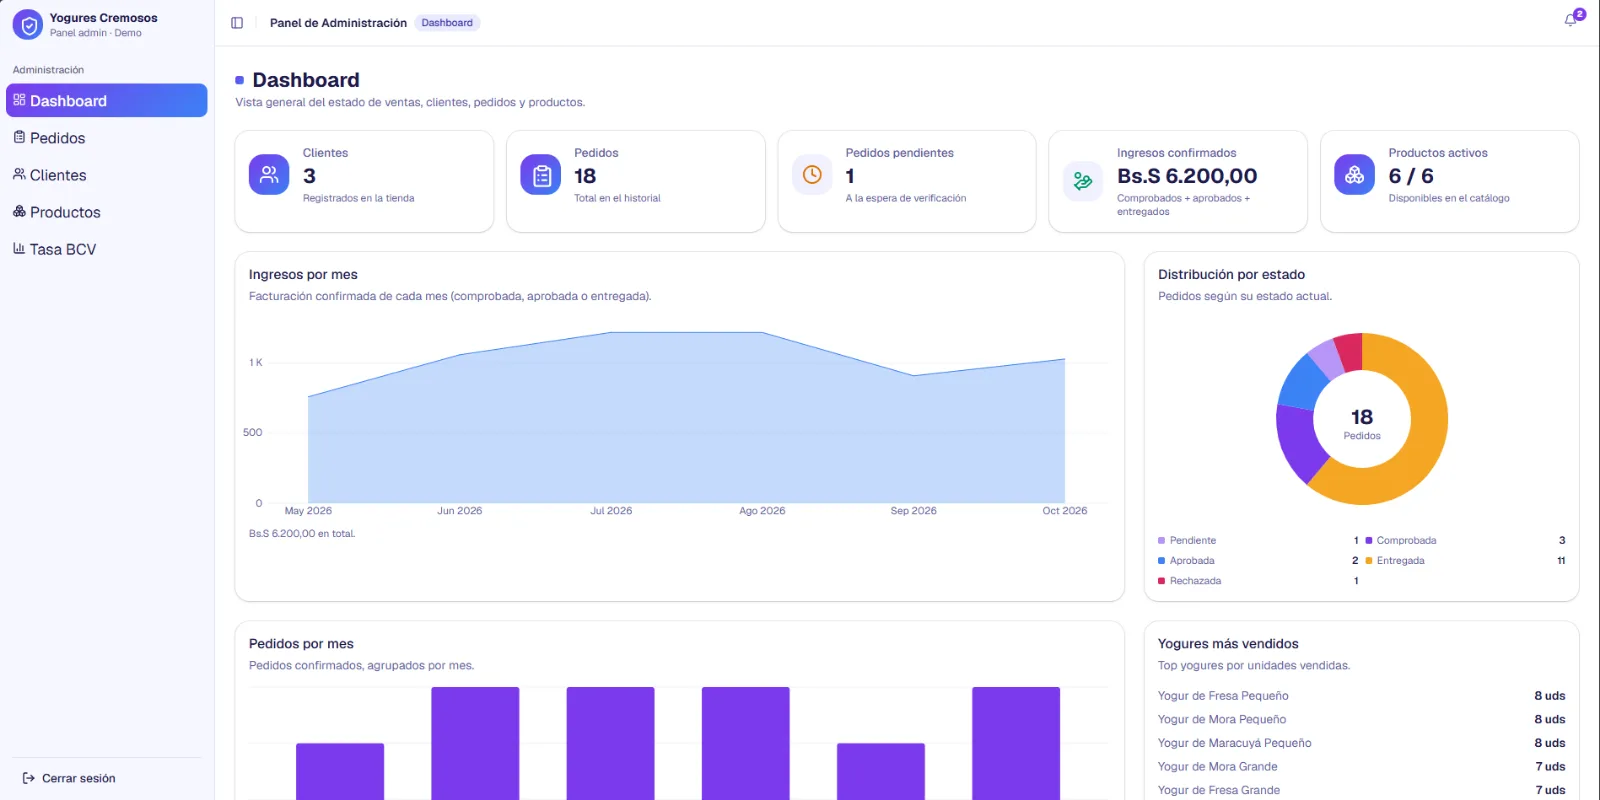 Yogures Cremosos
Panel admin · Demo
Administración
Dashboard
Pedidos
Clientes
Productos
Tasa BCV
Cerrar sesión
Panel de Administración Dashboard
2
Dashboard
Vista general del estado de ventas, clientes, pedidos y productos.
Clientes
3
Registrados en la tienda
Pedidos
18
Total en el historial
Pedidos pendientes
1
A la espera de verificación
Ingresos confirmados
Bs.S 6.200,00
Comprobados + aprobados +
entregados
Productos activos
6 / 6
Disponibles en el catálogo
Ingresos por mes
Facturación confirmada de cada mes (comprobada, aprobada o entregada).
1 K
500
0
May 2026 Jun 2026 Jul 2026 Ago 2026 Sep 2026 Oct 2026
Bs.S 6.200,00 en total.
Distribución por estado
Pedidos según su estado actual.
18
Pedidos
Pendiente 1 Comprobada 3
Aprobada 2 Entregada 11
Rechazada 1
Pedidos por mes
Pedidos confirmados, agrupados por mes.
Yogures más vendidos
Top yogures por unidades vendidas.
Yogur de Fresa Pequeño 8 uds
Yogur de Mora Pequeño 8 uds
Yogur de Maracuyá Pequeño 8 uds
Yogur de Mora Grande 7 uds
Yogur de Fresa Grande 7 uds